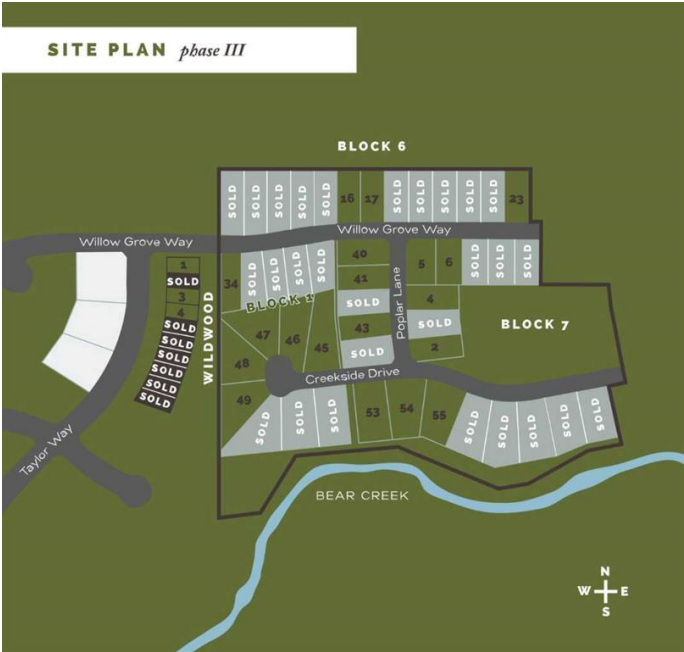 SITE PLAN phase III
BLOCK 6
SOLD SOLD SOLD SOLD SOLD 16 17 SOLD SOLD SOLD SOLD SOLD 23
Willow Grove Way
Willow Grove Way
1
SOLD
3
4
SOLD
SOLD
SOLD
SOLD
SOLD
SOLD
WILDWOOD
34 SOLD SOLD SOLD SOLD
BLOCK 1
40
41
SOLD
43
SOLD
Poplar Lane
5 6 SOLD SOLD SOLD
4
SOLD
2
BLOCK 7
47 46 45
48
49
Creekside Drive
SOLD SOLD SOLD 53 54 55 SOLD SOLD SOLD SOLD SOLD
Taylor Way
BEAR CREEK
N
W E
S